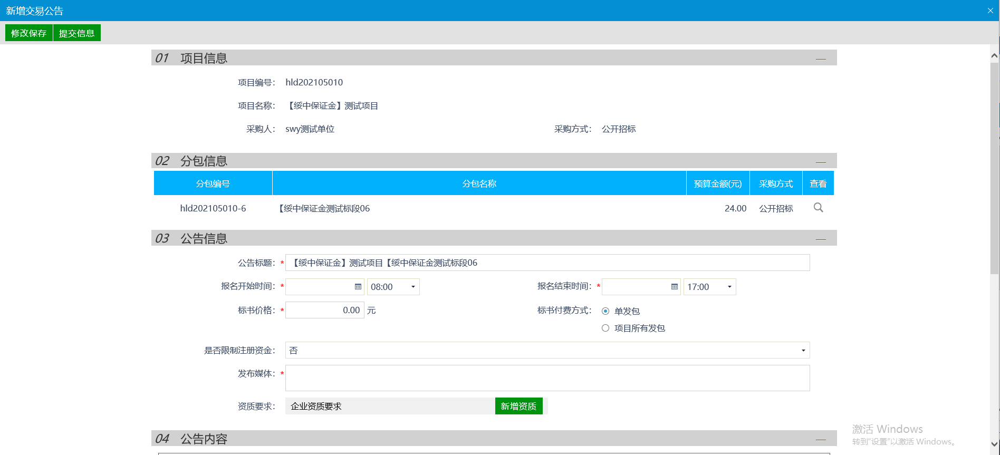 新增交易公告
修改保存 提交信息
01 项目信息
项目编号： hld202105010
项目名称： 【绥中保证金】测试项目
采购人： swy测试单位 采购方式： 公开招标
02 分包信息
分包编号 分包名称 预算金额(元) 采购方式 查看
hld202105010-6 【绥中保证金测试标段06 24.00 公开招标
03 公告信息
公告标题：* 【绥中保证金】测试项目【绥中保证金测试标段06
报名开始时间：* 08:00 报名结束时间：* 17:00
标书价格：* 0.00 元 标书付费方式： 单发包
项目所有发包
是否限制注册资金： 否
发布媒体：*
资质要求： 企业资质要求 新增资质
04 公告内容
激活 Windows
转到“设置”以激活 Windows。